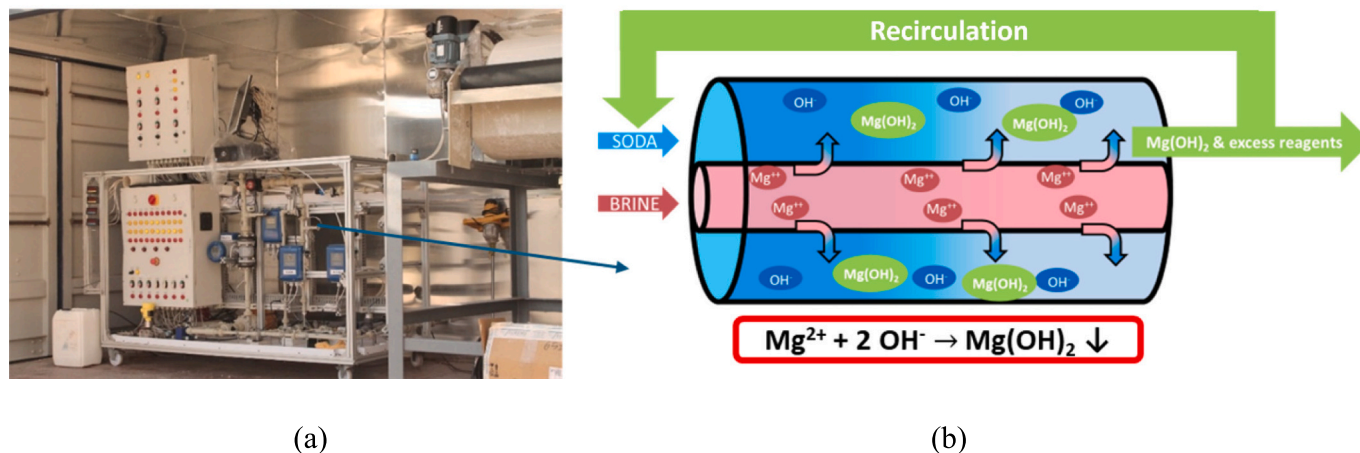 Recirculation
SODA
BRINE
OH⁻ OH⁻ OH⁻
Mg(OH)₂ Mg(OH)₂
Mg(OH)₂ & excess reagents
Mg⁺⁺ Mg⁺⁺ Mg⁺⁺
Mg⁺⁺ Mg⁺⁺ Mg⁺⁺
OH⁻ Mg(OH)₂ OH⁻ Mg(OH)₂ OH⁻
Mg²⁺ + 2 OH⁻ → Mg(OH)₂ ↓
(a) (b)